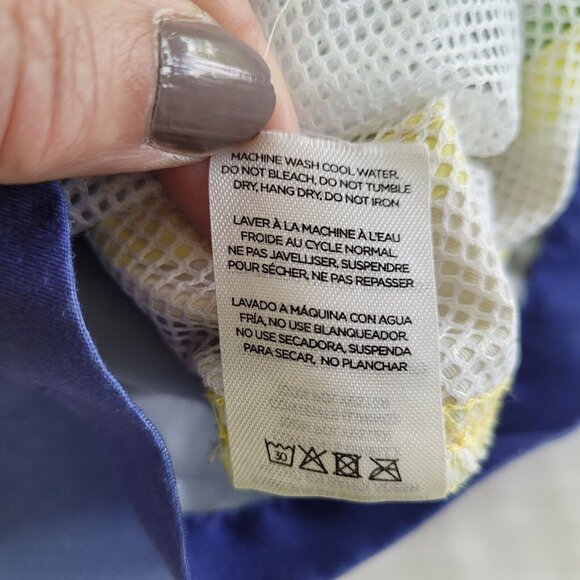 MACHINE WASH COOL WATER,
DO NOT BLEACH, DO NOT TUMBLE
DRY, HANG DRY, DO NOT IRON
LAVER À LA MACHINE À L'EAU
FROIDE AU CYCLE NORMAL,
NE PAS JAVELLISER, SUSPENDRE
POUR SÉCHER, NE PAS REPASSER
LAVADO A MÁQUINA CON AGUA
FRÍA, NO USE BLANQUEADOR,
NO USE SECADORA, SUSPENDA
PARA SECAR, NO PLANCHAR
30